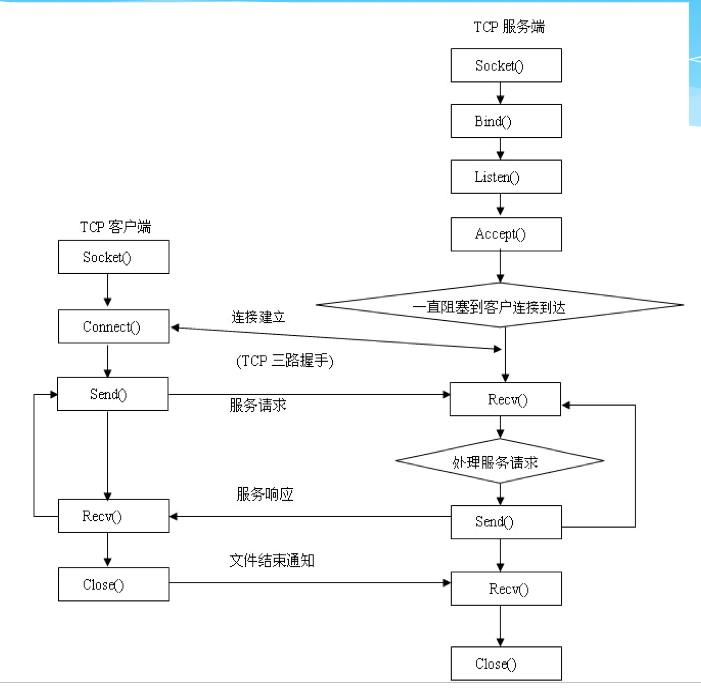 TCP 服务端
Socket()
Bind()
Listen()
Accept()
一直阻塞到客户连接到达
TCP 客户端
Socket()
Connect()
连接建立
(TCP 三路握手)
Send()
服务请求
Recv()
处理服务请求
服务响应
Recv()
Send()
文件结束通知
Close()
Recv()
Close()